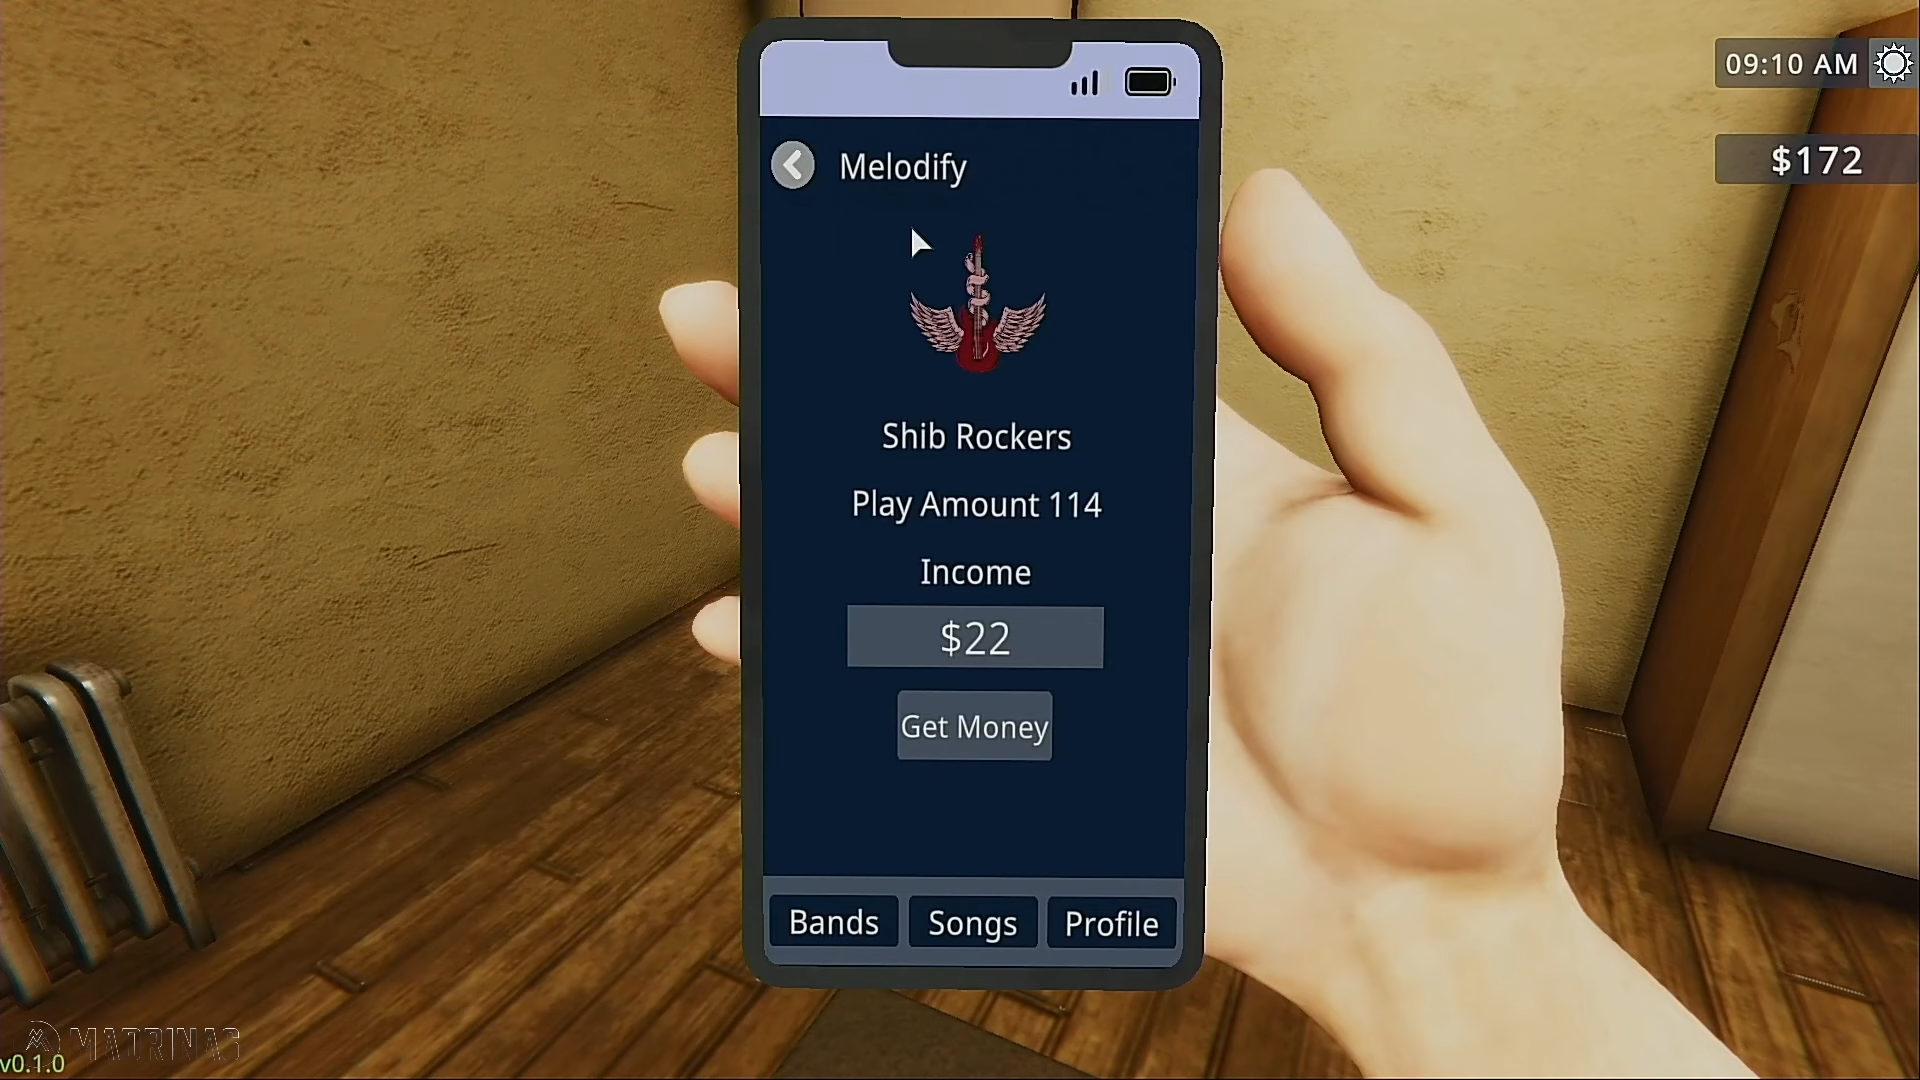 09:10 AM
$172
Melodify
Shib Rockers
Play Amount 114
Income
$22
Get Money
Bands
Songs
Profile
MADRINAS
v0.1.0